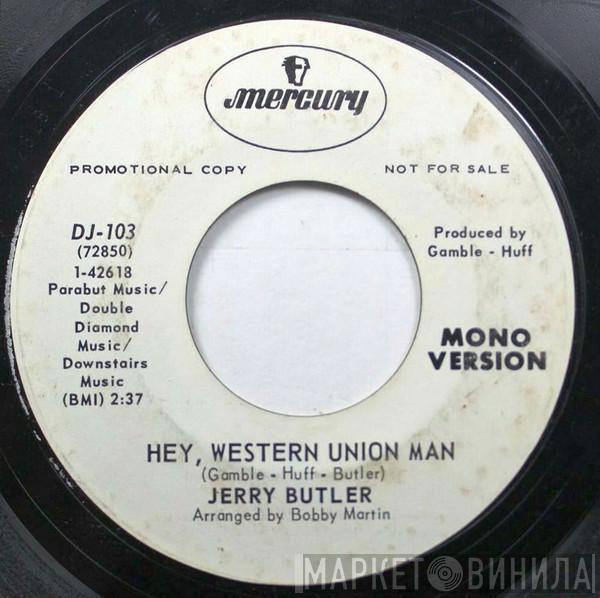 mercury
PROMOTIONAL COPY
NOT FOR SALE
DJ-103
(72850)
1-42618
Parabut Music/
Double
Diamond
Music/
Downstairs
Music
(BMI) 2:37
Produced by
Gamble - Huff
MONO
VERSION
HEY, WESTERN UNION MAN
(Gamble - Huff - Butler)
JERRY BUTLER
Arranged by Bobby Martin
МАРКЕТ ВИНИЛА